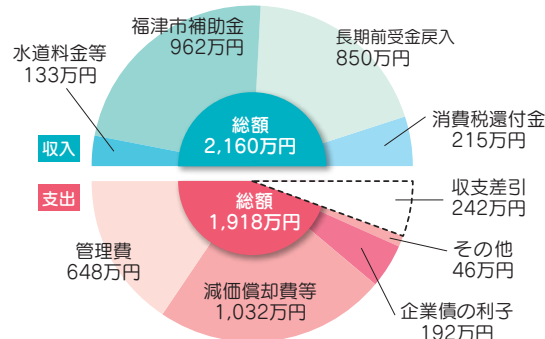 福津市補助金
962万円
長期前受金戻入
850万円
水道料金等
133万円
消費税還付金
215万円
総額
2,160万円
収入
支出
総額
1,918万円
収支差引
242万円
その他
46万円
管理費
648万円
減価償却費等
1,032万円
企業債の利子
192万円